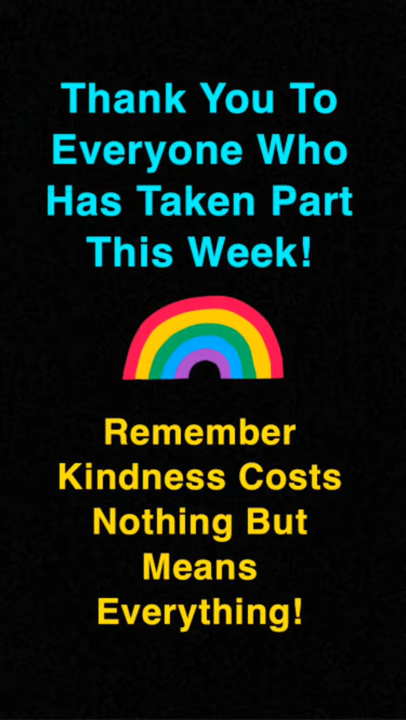 Thank You To
Everyone Who
Has Taken Part
This Week!
Remember
Kindness Costs
Nothing But
Means
Everything!